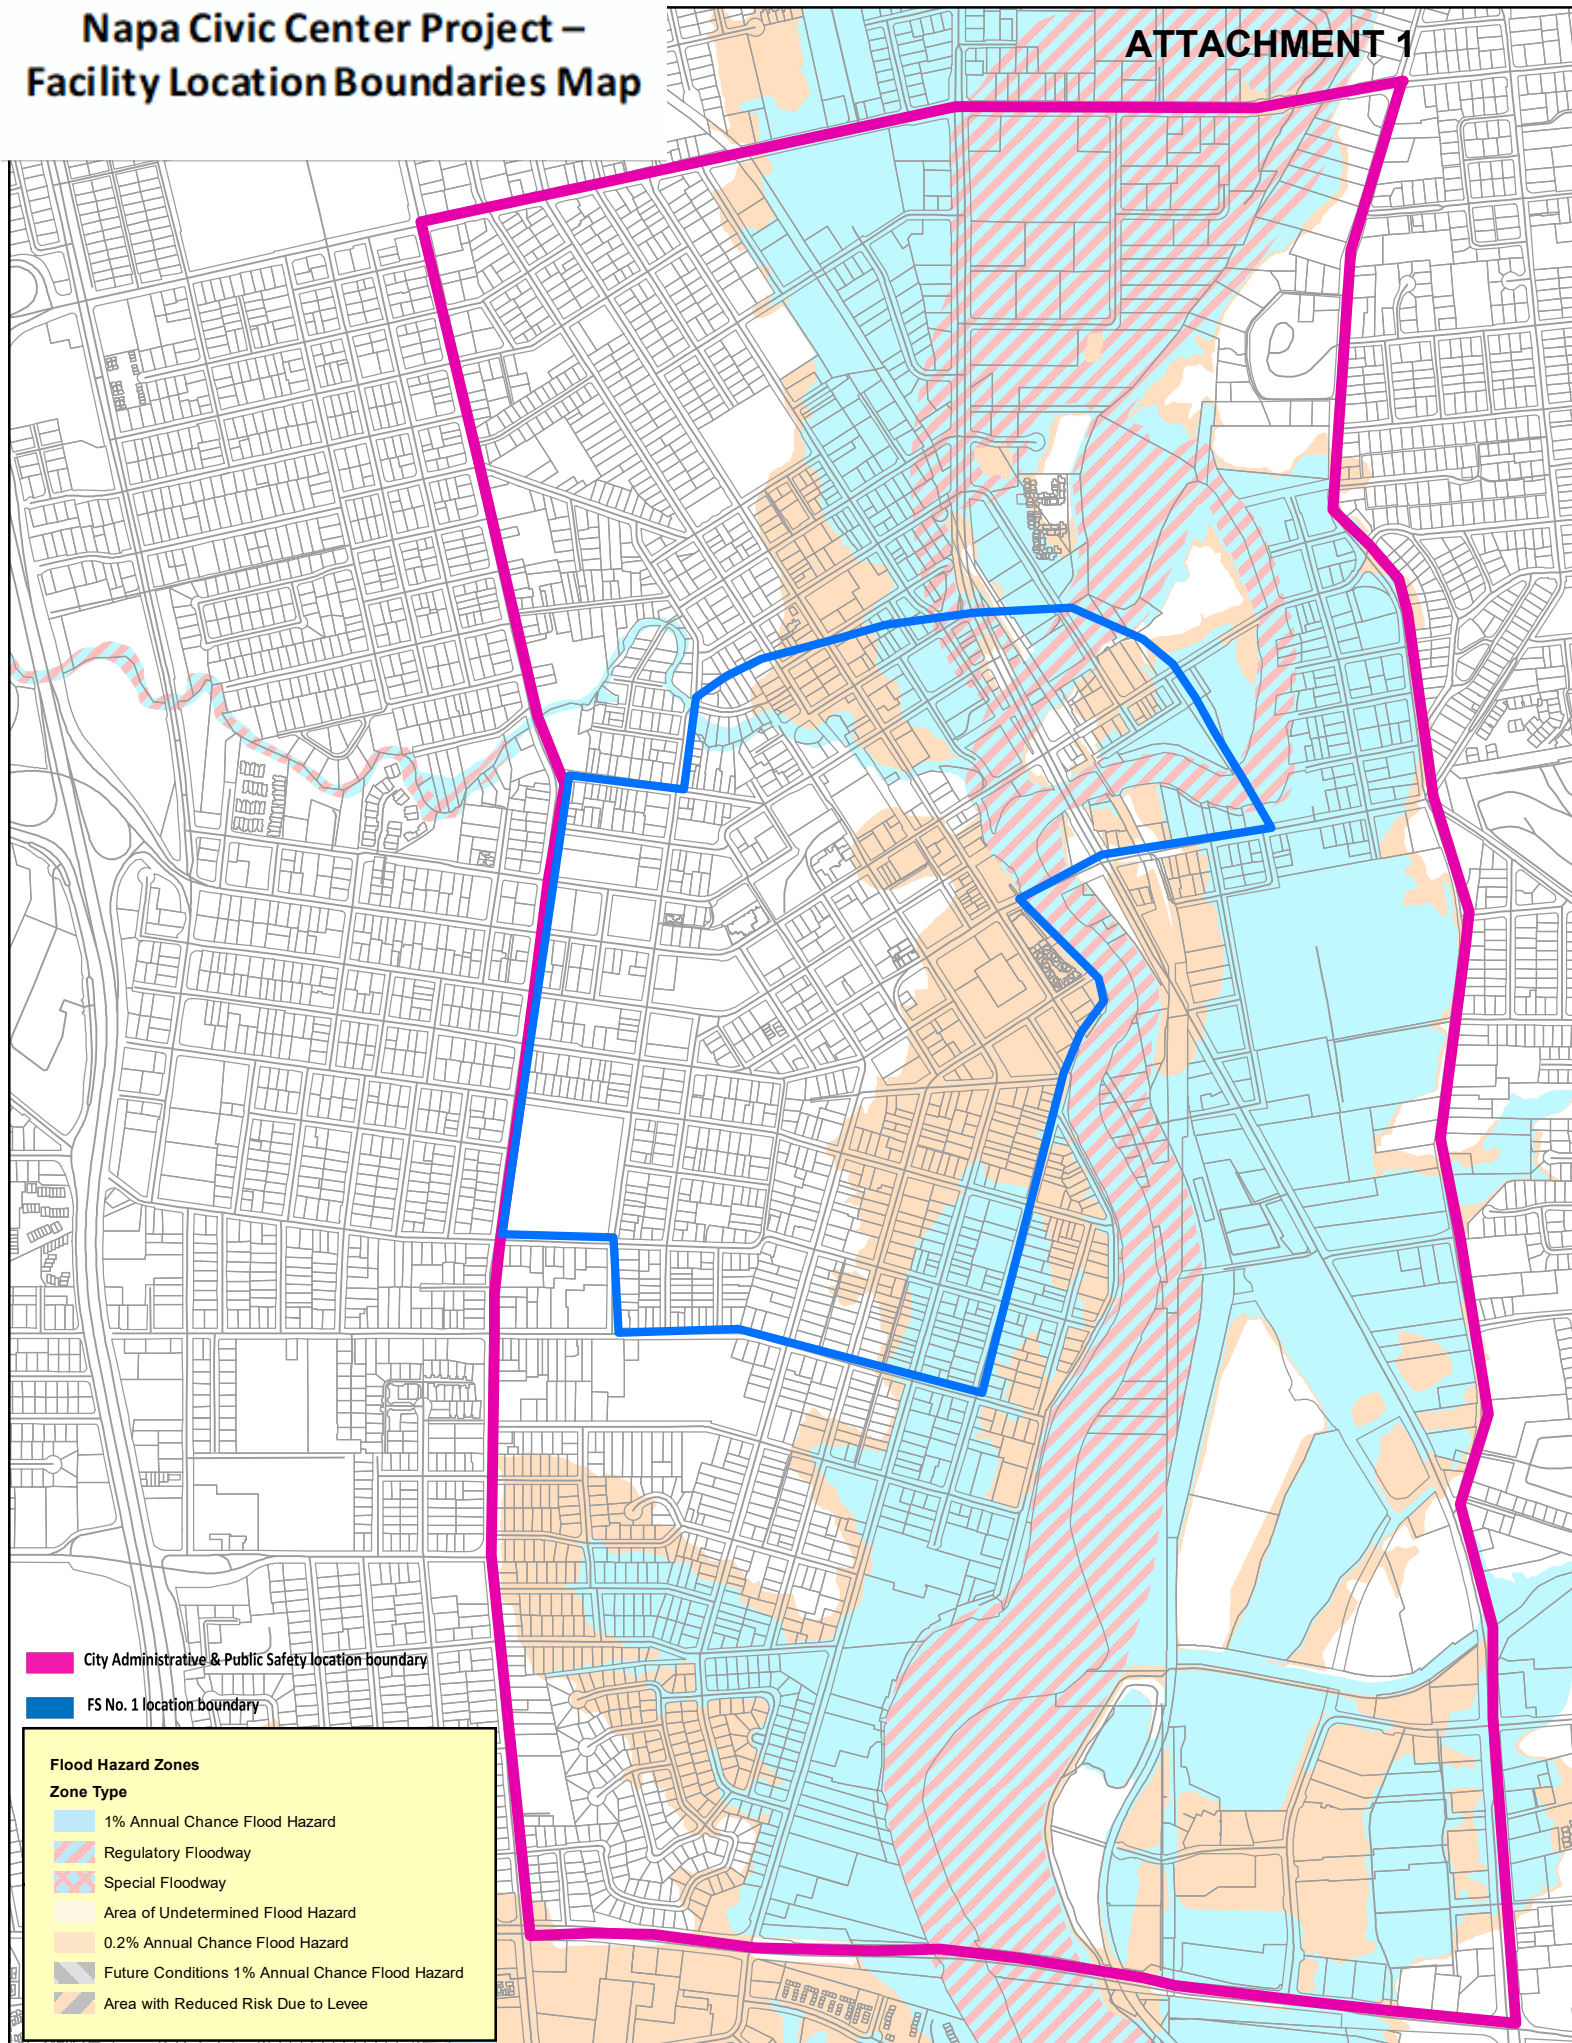 Napa Civic Center Project –
Facility Location Boundaries Map
ATTACHMENT 1
City Administrative & Public Safety location boundary
FS No. 1 location boundary
Flood Hazard Zones
Zone Type
1% Annual Chance Flood Hazard
Regulatory Floodway
Special Floodway
Area of Undetermined Flood Hazard
0.2% Annual Chance Flood Hazard
Future Conditions 1% Annual Chance Flood Hazard
Area with Reduced Risk Due to Levee